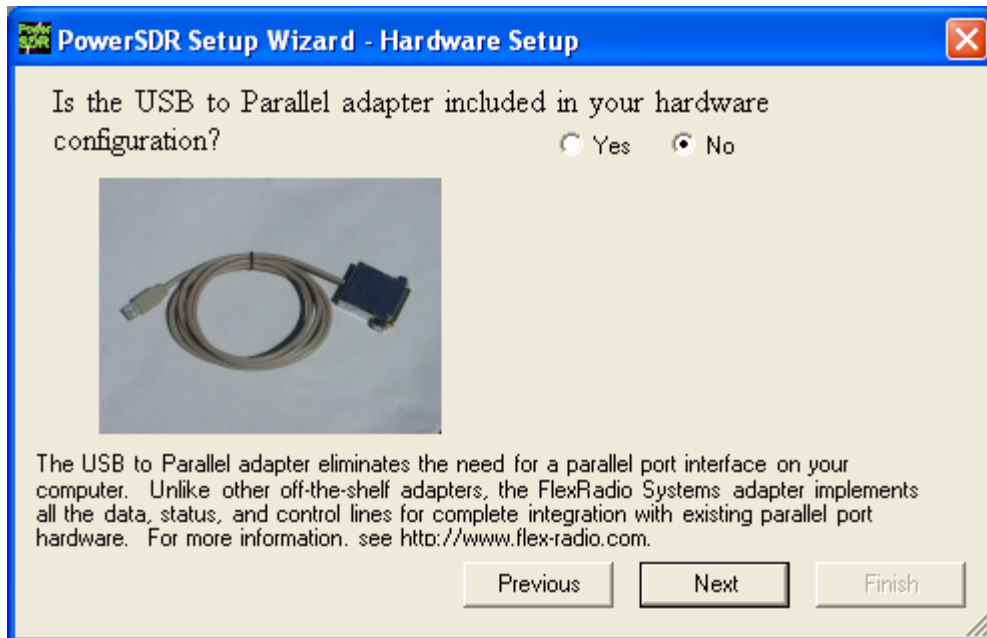 Power SDR PowerSDR Setup Wizard - Hardware Setup
Is the USB to Parallel adapter included in your hardware
configuration? Yes No
The USB to Parallel adapter eliminates the need for a parallel port interface on your
computer. Unlike other off-the-shelf adapters, the FlexRadio Systems adapter implements
all the data, status, and control lines for complete integration with existing parallel port
hardware. For more information. see http://www.flex-radio.com.
Previous Next Finish